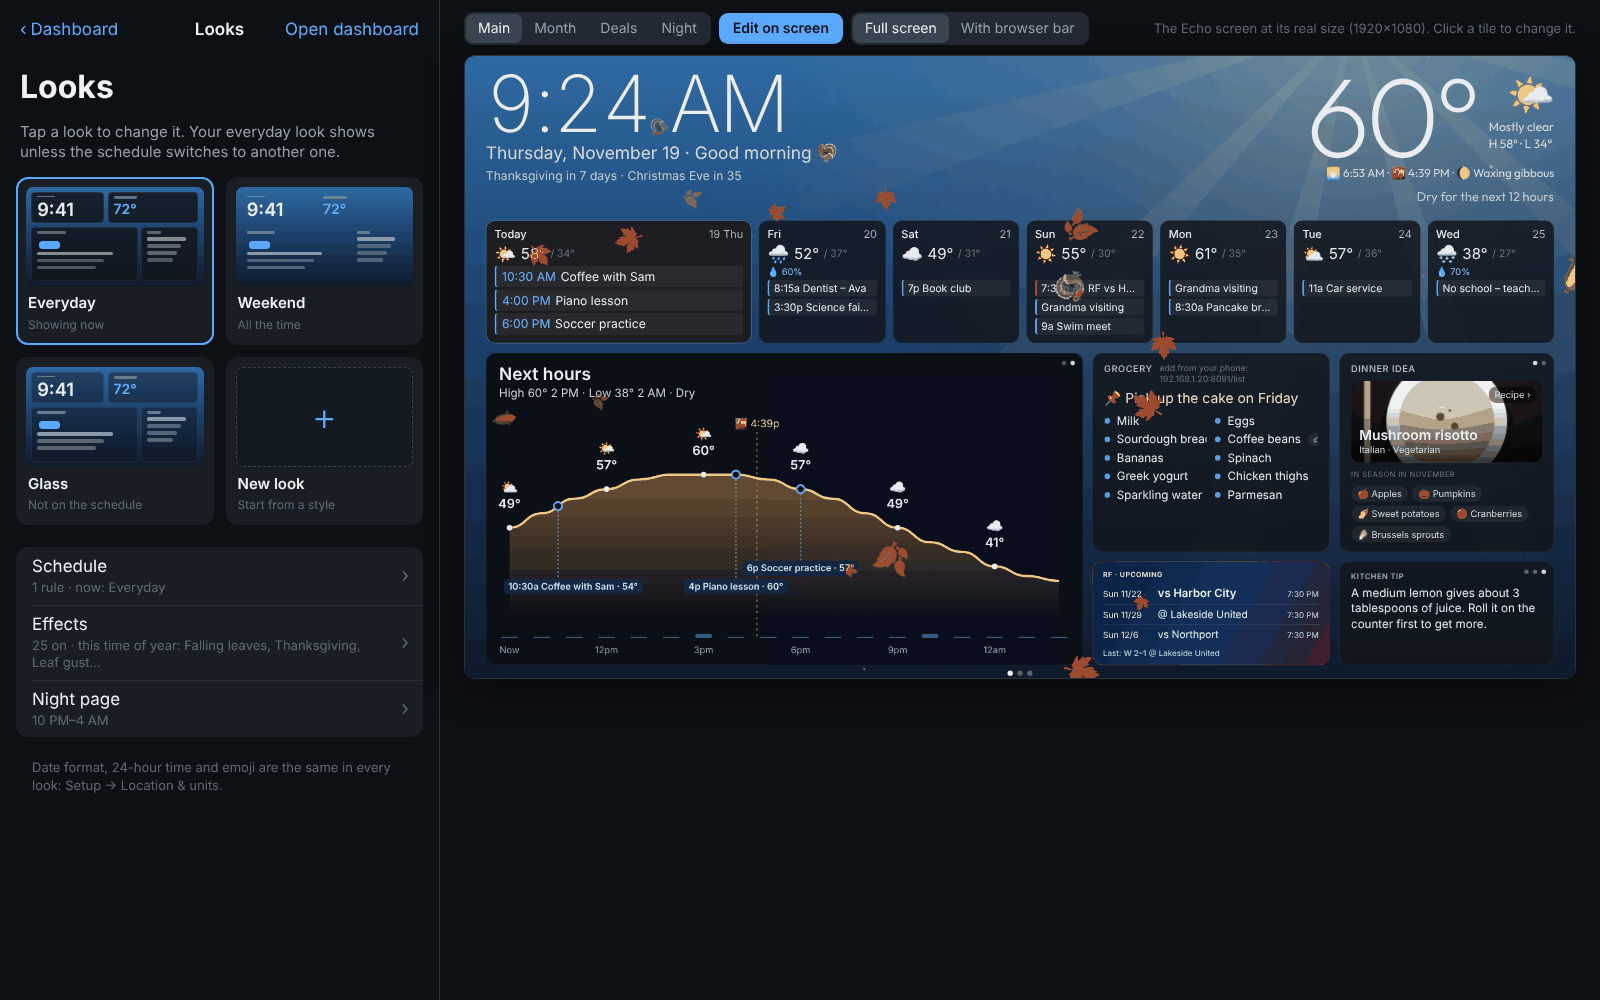 ‹ Dashboard
Looks
Open dashboard
Looks
Tap a look to change it. Your everyday look shows
unless the schedule switches to another one.
9:41
72°
Everyday
Showing now
9:41
72°
Weekend
All the time
9:41
72°
Glass
Not on the schedule
+
New look
Start from a style
Schedule
1 rule · now: Everyday
Effects
25 on · this time of year: Falling leaves, Thanksgiving,
Leaf gust...
Night page
10 PM–4 AM
Date format, 24-hour time and emoji are the same in every
look: Setup → Location & units.
Main
Month
Deals
Night
Edit on screen
Full screen
With browser bar
The Echo screen at its real size (1920×1080). Click a tile to change it.
9:24 AM
Thursday, November 19 · Good morning
Thanksgiving in 7 days · Christmas Eve in 35
60°
Mostly clear
H 58° · L 34°
6:53 AM · 4:39 PM · Waxing gibbous
Dry for the next 12 hours
Today 19 Thu
/ 34°
10:30 AM Coffee with Sam
4:00 PM Piano lesson
6:00 PM Soccer practice
Fri 20
52° / 37°
60%
8:15a Dentist – Ava
3:30p Science fai...
Sat 21
49° / 31°
7p Book club
Sun 22
55° / 30°
RF vs H...
Grandma visiting
9a Swim meet
Mon 23
61° / 35°
Grandma visiting
8:30a Pancake br...
Tue 24
57° / 36°
11a Car service
Wed 25
38° / 27°
70%
No school – teach...
Next hours
High 60° 2 PM · Low 38° 2 AM · Dry
4:39p
49°
57°
60°
57°
49°
41°
10:30a Coffee with Sam · 54°
4p Piano lesson · 60°
6p Soccer practice · 57°
Now
12pm
3pm
6pm
9pm
12am
GROCERY
add from your phone:
192.168.1.20:8091/list
up the cake on Friday
Milk
Eggs
Sourdough brea
Coffee beans
Bananas
Spinach
Greek yogurt
Chicken thighs
Sparkling water
Parmesan
DINNER IDEA
Recipe ›
Mushroom risotto
Italian · Vegetarian
IN SEASON IN NOVEMBER
Apples
Pumpkins
Sweet potatoes
Cranberries
Brussels sprouts
RF · UPCOMING
Sun 11/22 vs Harbor City 7:30 PM
Sun 11/29 @ Lakeside United 7:30 PM
Sun 12/6 vs Northport 7:30 PM
Last: W 2–1 @ Lakeside United
KITCHEN TIP
A medium lemon gives about 3
tablespoons of juice. Roll it on the
counter first to get more.